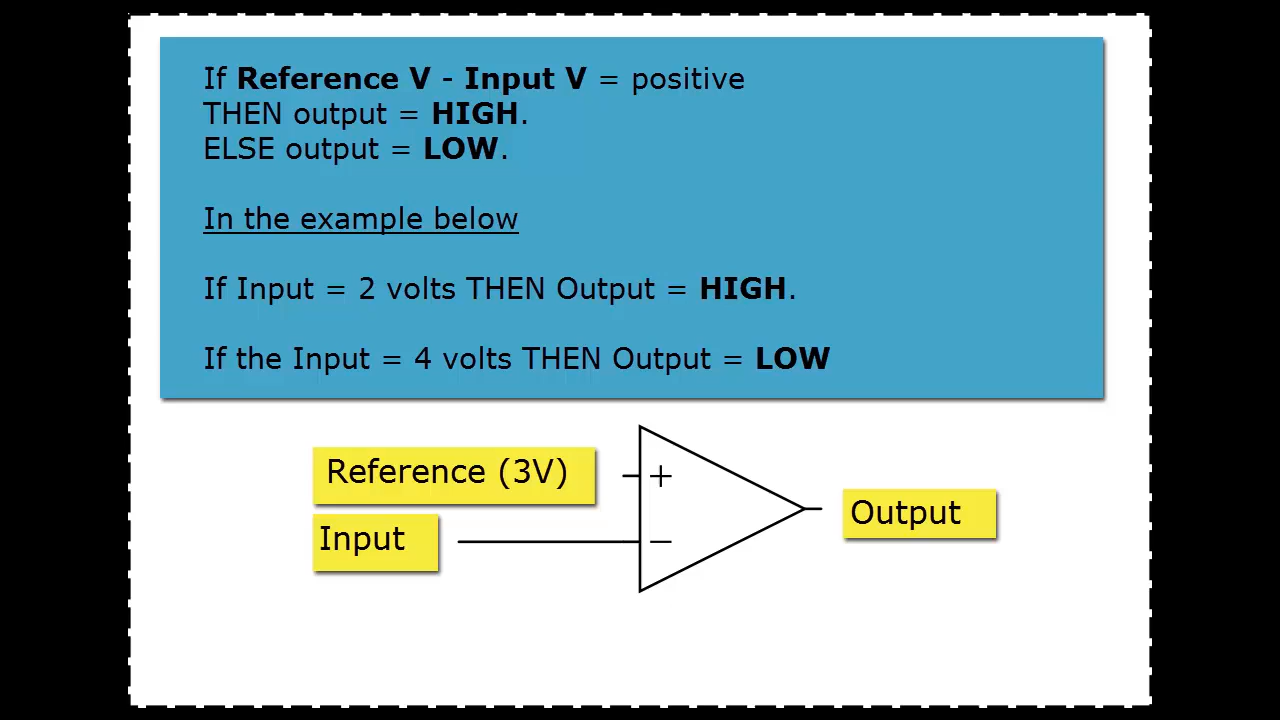 If Reference V - Input V = positive
THEN output = HIGH.
ELSE output = LOW.
In the example below
If Input = 2 volts THEN Output = HIGH.
If the Input = 4 volts THEN Output = LOW
Reference (3V)
+
Input
−
Output